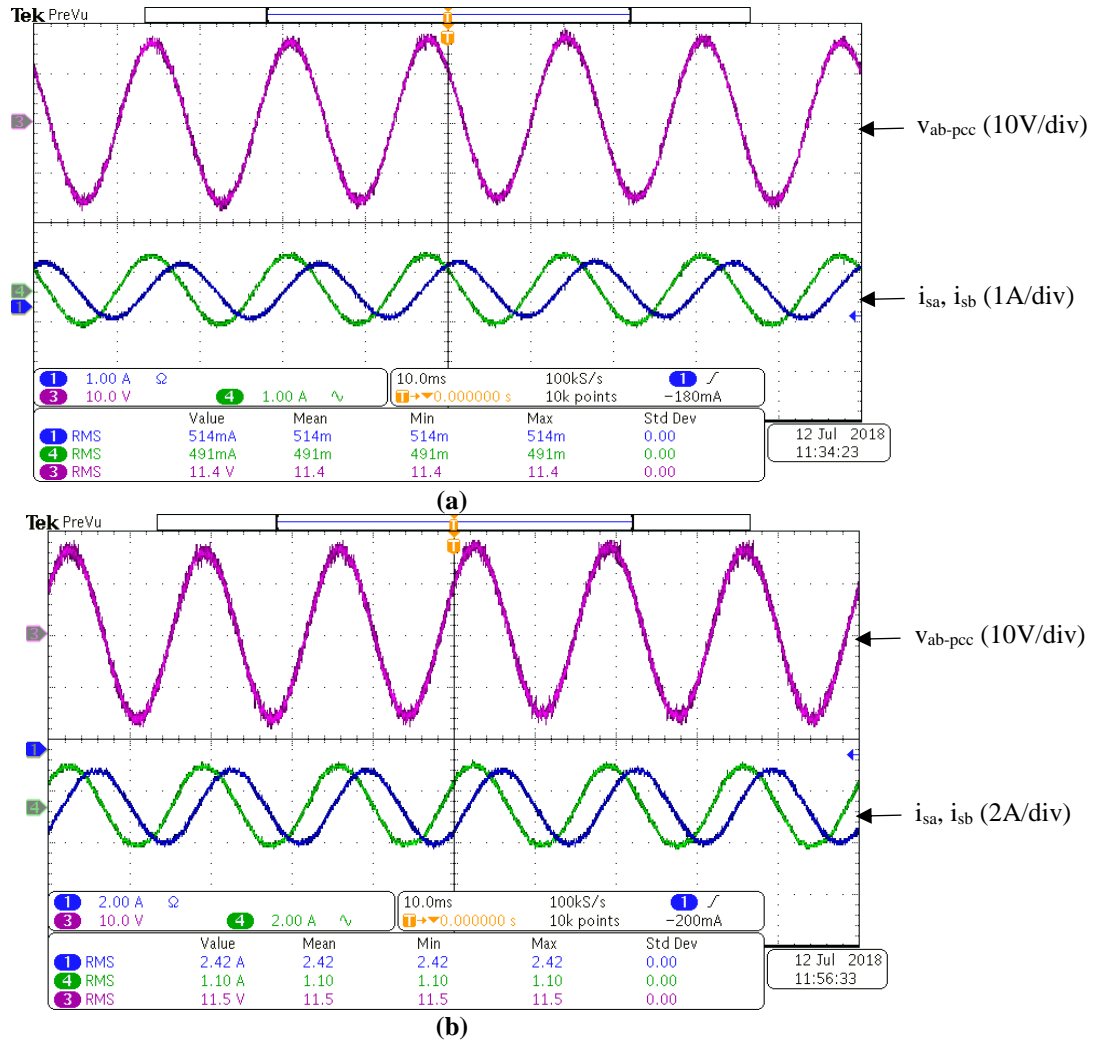 Tek PreVu
T
T
3
vab-pcc (10V/div)
4
1
isa, isb (1A/div)
1 1.00 A Ω
3 10.0 V 4 1.00 A ∿
10.0ms 100kS/s 1 ʃ
T→▼0.000000 s 10k points −180mA
Value Mean Min Max Std Dev
1 RMS 514mA 514m 514m 514m 0.00
4 RMS 491mA 491m 491m 491m 0.00
3 RMS 11.4 V 11.4 11.4 11.4 0.00
12 Jul 2018
11:34:23
(a)
Tek PreVu
T
T
3
vab-pcc (10V/div)
1
4
isa, isb (2A/div)
1 2.00 A Ω
3 10.0 V 4 2.00 A ∿
10.0ms 100kS/s 1 ʃ
T→▼0.000000 s 10k points −200mA
Value Mean Min Max Std Dev
1 RMS 2.42 A 2.42 2.42 2.42 0.00
4 RMS 1.10 A 1.10 1.10 1.10 0.00
3 RMS 11.5 V 11.5 11.5 11.5 0.00
12 Jul 2018
11:56:33
(b)